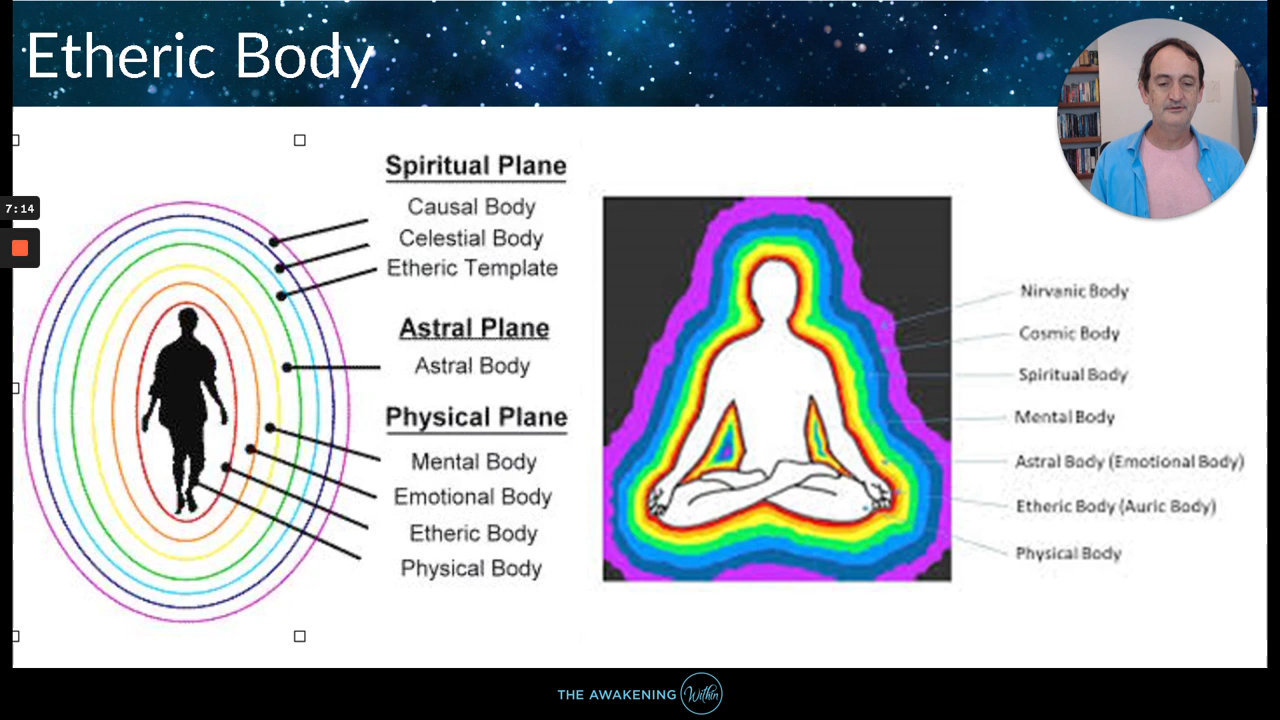 Etheric Body
7:14
Spiritual Plane
Causal Body
Celestial Body
Etheric Template
Astral Plane
Astral Body
Physical Plane
Mental Body
Emotional Body
Etheric Body
Physical Body
Nirvanic Body
Cosmic Body
Spiritual Body
Mental Body
Astral Body (Emotional Body)
Etheric Body (Auric Body)
Physical Body
THE AWAKENING Within